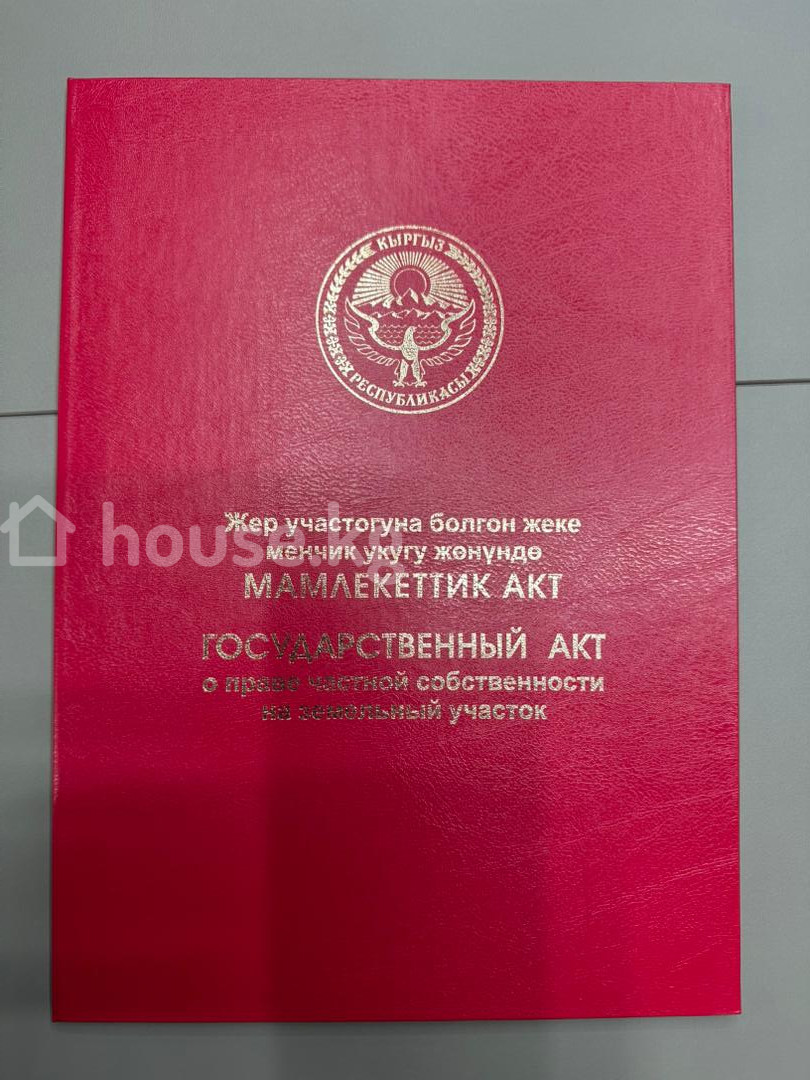 КЫРГЫЗ
РЕСПУБЛИКАСЫ
Жер участогуна болгон жеке
менчик укугу жөнүндө
МАМЛЕКЕТТИК АКТ
ГОСУДАРСТВЕННЫЙ АКТ
о праве частной собственности
на земельный участок
house.kg